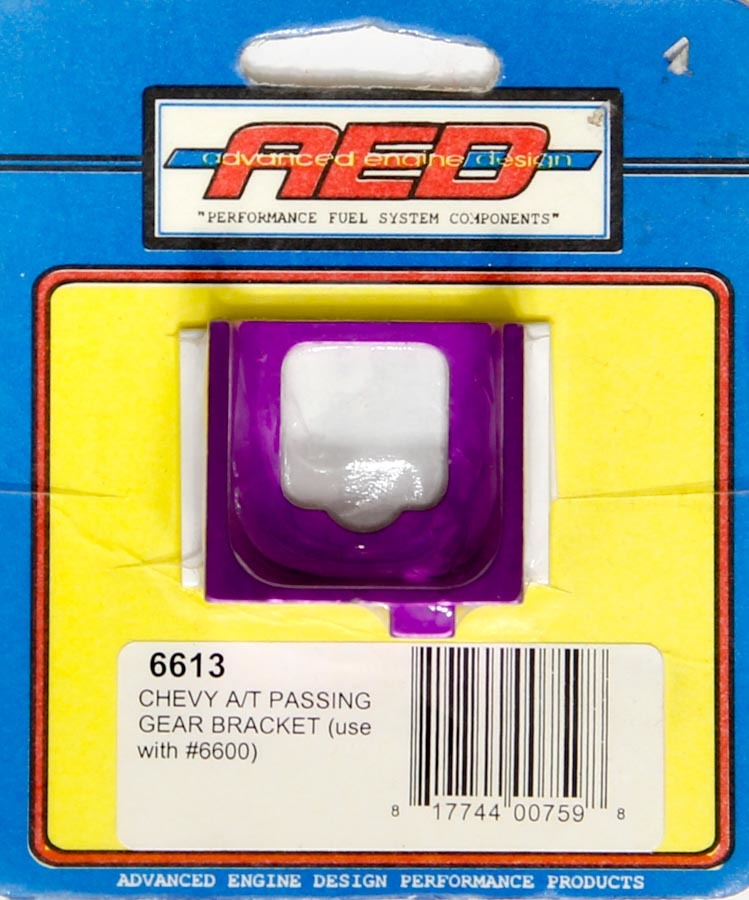 AED
advanced engine design
"PERFORMANCE FUEL SYSTEM COMPONENTS"
6613
CHEVY A/T PASSING
GEAR BRACKET (use
with #6600)
8 17744 00759 8
ADVANCED ENGINE DESIGN PERFORMANCE PRODUCTS